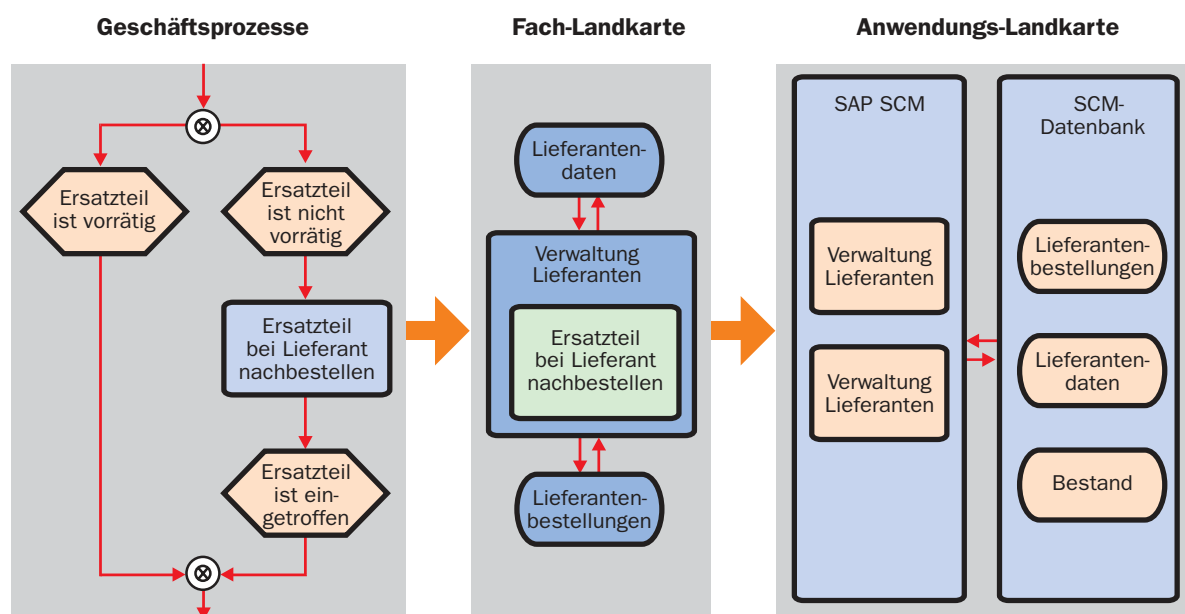 Geschäftsprozesse
Ersatzteil
ist vorrätig
Ersatzteil
ist nicht
vorrätig
Ersatzteil
bei Lieferant
nachbestellen
Ersatzteil
ist ein-
getroffen
Fach-Landkarte
Lieferanten-
daten
Verwaltung
Lieferanten
Ersatzteil
bei Lieferant
nachbestellen
Lieferanten-
bestellungen
Anwendungs-Landkarte
SAP SCM
Verwaltung
Lieferanten
Verwaltung
Lieferanten
SCM-
Datenbank
Lieferanten-
bestellungen
Lieferanten-
daten
Bestand